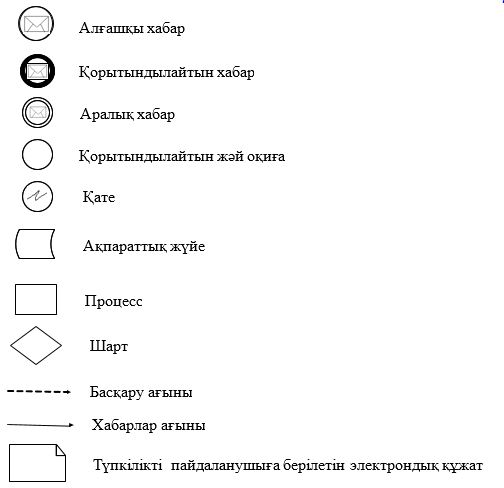 Алғашқы хабар
Қорытындылайтын хабар
Аралық хабар
Қорытындылайтын жәй оқиға
Қате
Ақпараттық жүйе
Процесс
Шарт
Басқару ағыны
Хабарлар ағыны
Түпкілікті пайдаланушыға берілетін электрондық құжат